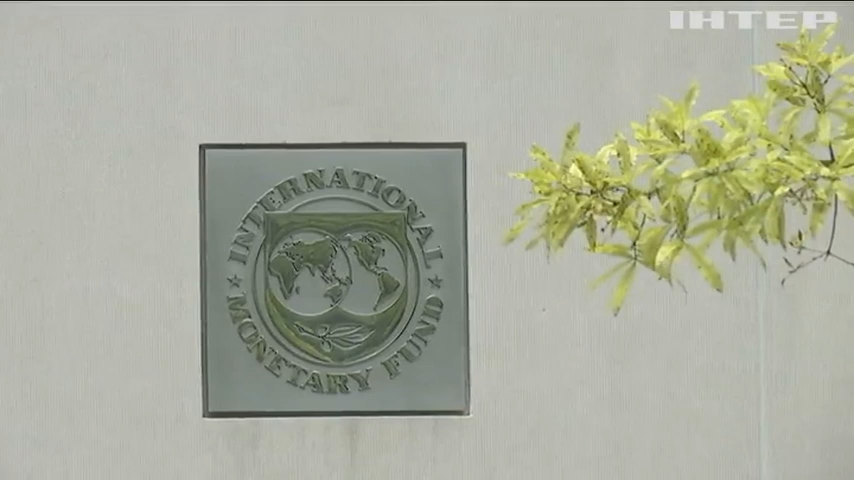 ІНТЕР
INTERNATIONAL
MONETARY FUND